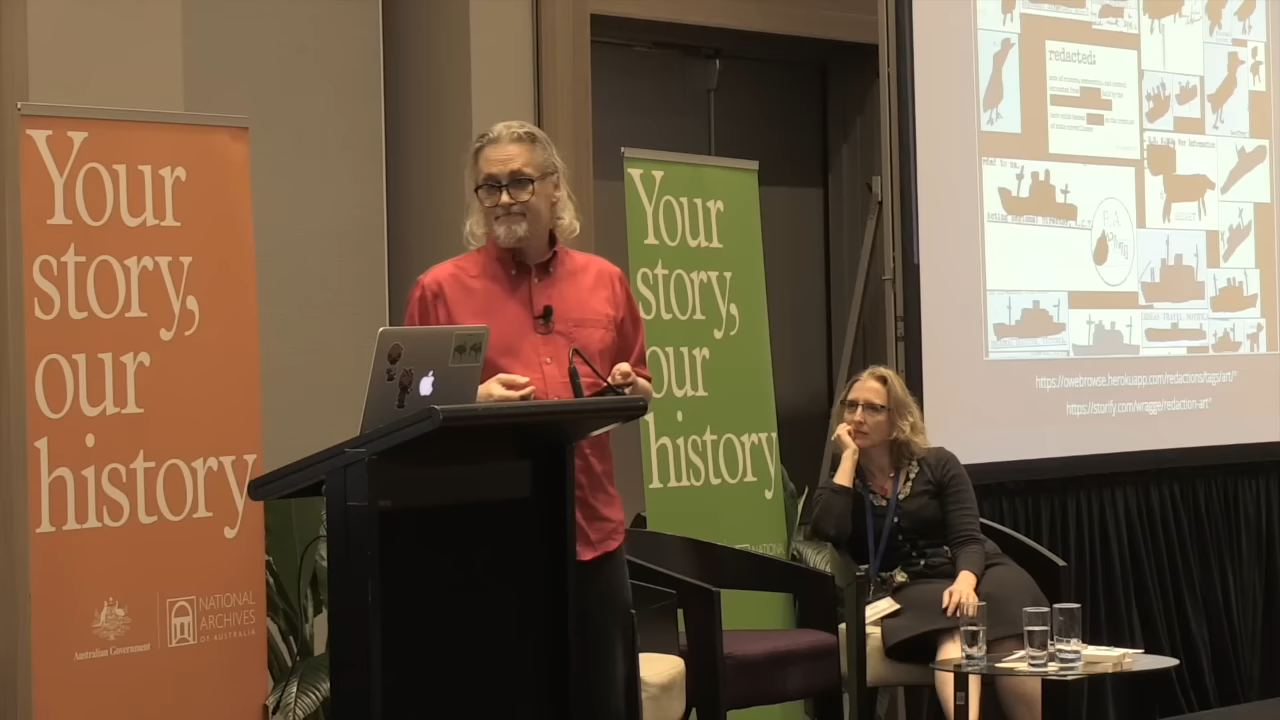 Your
story,
our
history
Australian Government
NATIONAL
ARCHIVES
OF AUSTRALIA
Your
story,
our
history
NATIONAL
redacted:
https://owebrowse.herokuapp.com/redactions/tags/art/"
https://storify.com/wragge/redaction-art"